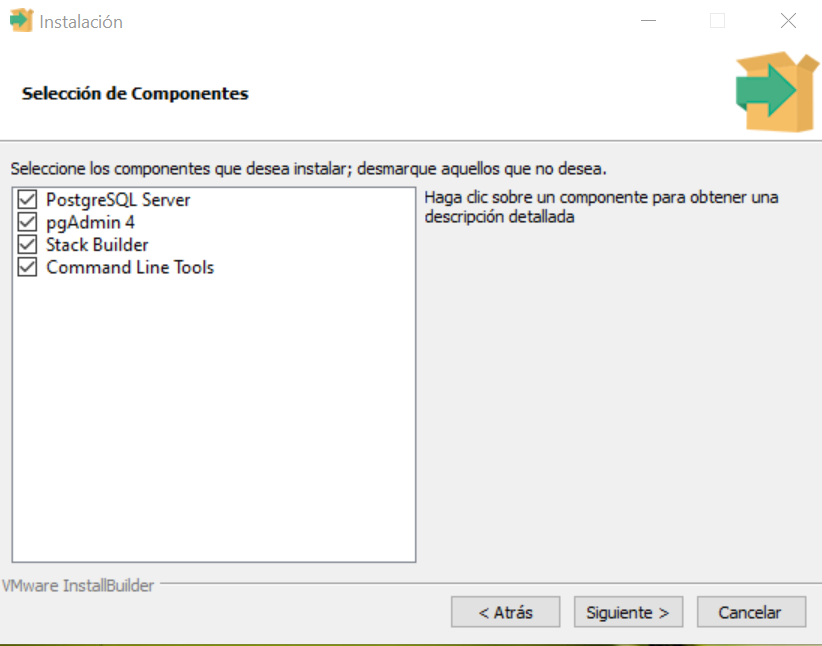 Instalación
Selección de Componentes
Seleccione los componentes que desea instalar; desmarque aquellos que no desea.
PostgreSQL Server
pgAdmin 4
Stack Builder
Command Line Tools
Haga clic sobre un componente para obtener una
descripción detallada
VMware InstallBuilder
< Atrás
Siguiente >
Cancelar